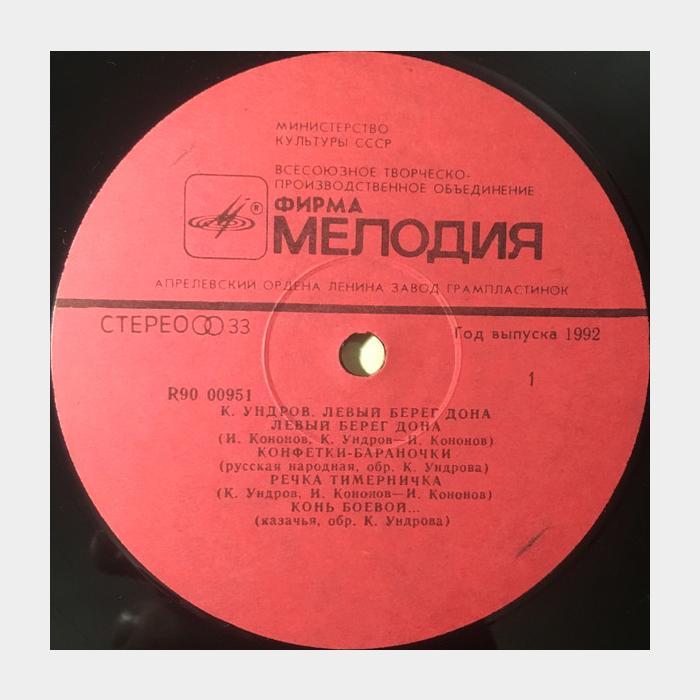 МИНИСТЕРСТВО
КУЛЬТУРЫ СССР
ВСЕСОЮЗНОЕ ТВОРЧЕСКО-
ПРОИЗВОДСТВЕННОЕ ОБЪЕДИНЕНИЕ
®
ФИРМА
МЕЛОДИЯ
АПРЕЛЕВСКИЙ ОРДЕНА ЛЕНИНА ЗАВОД ГРАМПЛАСТИНОК
СТЕРЕО 33
Год выпуска 1992
1
R90 00951
К. УНДРОВ. ЛЕВЫЙ БЕРЕГ ДОНА
ЛЕВЫЙ БЕРЕГ ДОНА
(И. Кононов, К. Ундров—И. Кононов)
КОНФЕТКИ-БАРАНОЧКИ
(русская народная, обр. К. Ундрова)
РЕЧКА ТИМЕРНИЧКА
(К. Ундров, И. Кононов—И. Кононов)
КОНЬ БОЕВОЙ...
(казачья, обр. К. Ундрова)